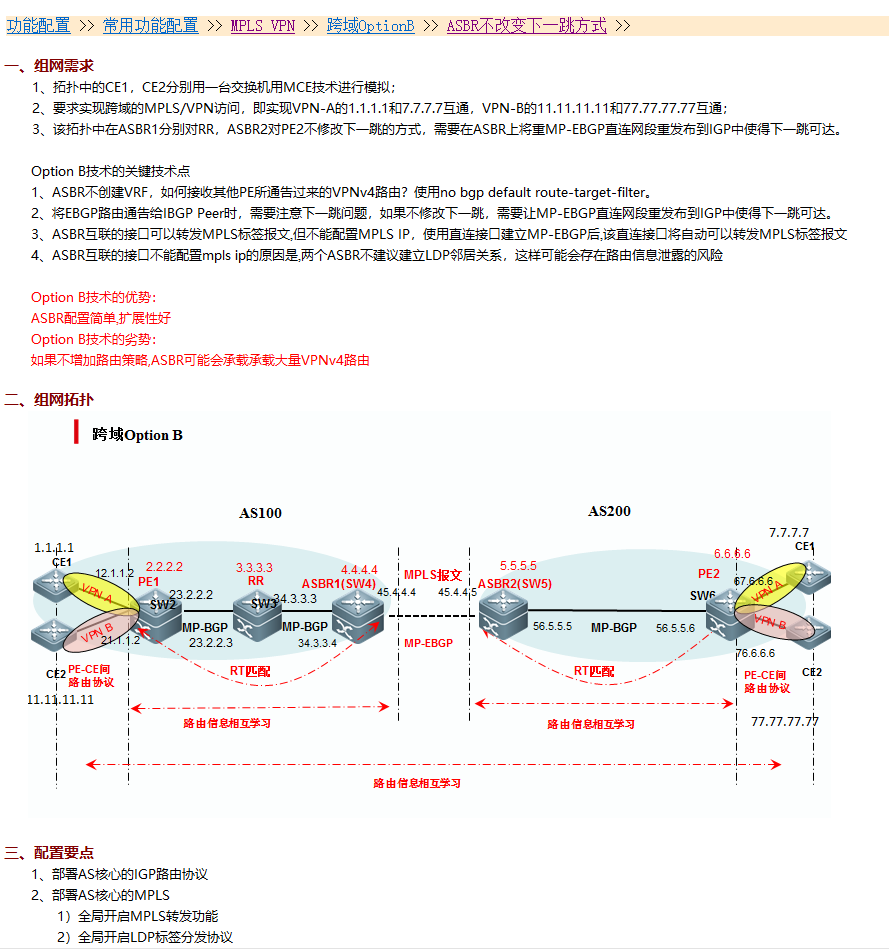 功能配置 >> 常用功能配置 >> MPLS VPN >> 跨域OptionB >> ASBR不改变下一跳方式 >>
一、组网需求
1、拓扑中的CE1，CE2分别用一台交换机用MCE技术进行模拟；
2、要求实现跨域的MPLS/VPN访问，即实现VPN-A的1.1.1.1和7.7.7.7互通，VPN-B的11.11.11.11和77.77.77.77互通；
3、该拓扑中在ASBR1分别对RR，ASBR2对PE2不修改下一跳的方式，需要在ASBR上将重MP-EBGP直连网段重发布到IGP中使得下一跳可达。
Option B技术的关键技术点
1、ASBR不创建VRF，如何接收其他PE所通告过来的VPNv4路由？使用no bgp default route-target-filter。
2、将EBGP路由通告给IBGP Peer时，需要注意下一跳问题，如果不修改下一跳，需要让MP-EBGP直连网段重发布到IGP中使得下一跳可达。
3、ASBR互联的接口可以转发MPLS标签报文,但不能配置MPLS IP，使用直连接口建立MP-EBGP后,该直连接口将自动可以转发MPLS标签报文
4、ASBR互联的接口不能配置mpls ip的原因是,两个ASBR不建议建立LDP邻居关系，这样可能会存在路由信息泄露的风险
Option B技术的优势：
ASBR配置简单,扩展性好
Option B技术的劣势：
如果不增加路由策略,ASBR可能会承载承载大量VPNv4路由
二、组网拓扑
跨域Option B
AS100
AS200
1.1.1.1
CE1
12.1.1.2
2.2.2.2
PE1
3.3.3.3
RR
4.4.4.4
ASBR1(SW4)
MPLS报文
5.5.5.5
ASBR2(SW5)
6.6.6.6
PE2
7.7.7.7
CE1
VPN A
23.2.2.2
SW2
SW3
34.3.3.3
45.4.4.4
45.4.4.5
SW6
67.6.6.6
VPN A
VPN B
21.1.1.2
MP-BGP
23.2.2.3
MP-BGP
34.3.3.4
MP-EBGP
56.5.5.5
MP-BGP
56.5.5.6
VPN B
76.6.6.6
CE2
PE-CE间
路由协议
11.11.11.11
RT匹配
RT匹配
PE-CE间
路由协议
CE2
77.77.77.77
路由信息相互学习
路由信息相互学习
路由信息相互学习
三、配置要点
1、部署AS核心的IGP路由协议
2、部署AS核心的MPLS
1）全局开启MPLS转发功能
2）全局开启LDP标签分发协议